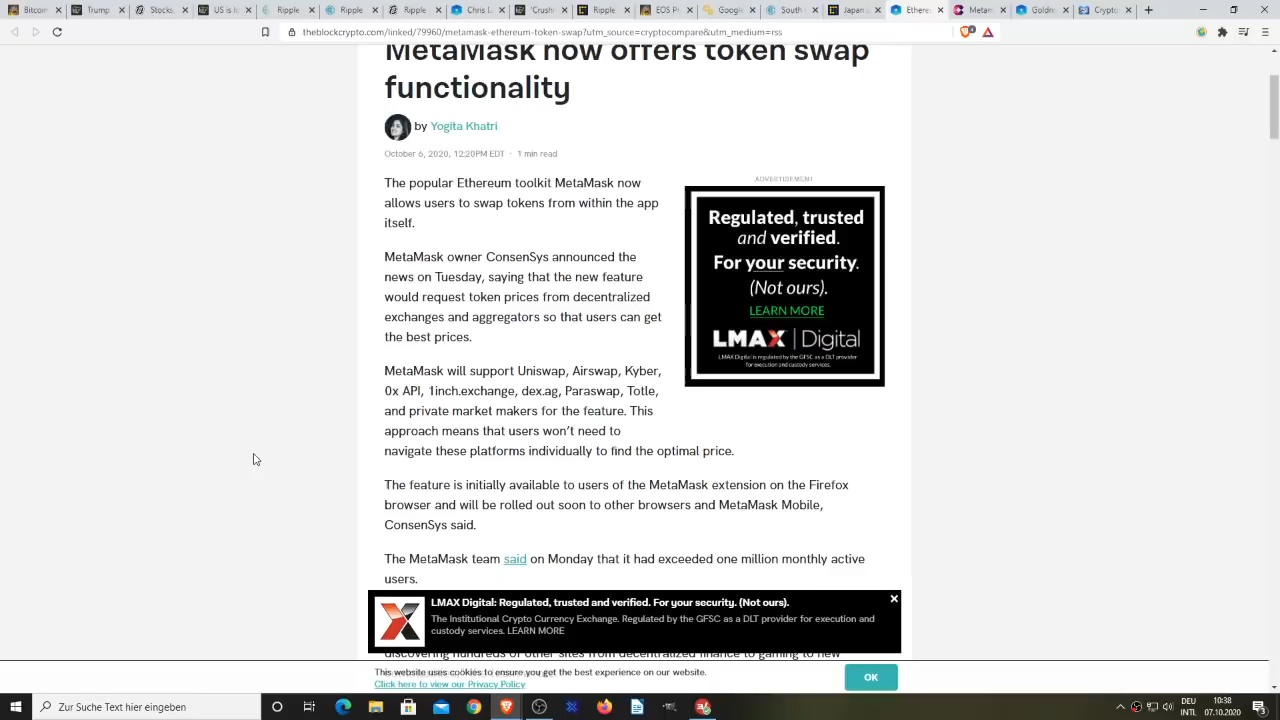 Bitcoin
Trump
Stocks
US is l
Crypto
Bitcoin
Chainli
Ethere
Crypto
theblockcrypto.com/linked/79960/metamask-ethereum-token-swap?utm_source=cryptocompare&utm_medium=rss
MetaMask now offers token swap
functionality
by Yogita Khatri
October 6, 2020, 12:20PM EDT · 1 min read
The popular Ethereum toolkit MetaMask now
allows users to swap tokens from within the app
itself.
MetaMask owner ConsenSys announced the
news on Tuesday, saying that the new feature
would request token prices from decentralized
exchanges and aggregators so that users can get
the best prices.
MetaMask will support Uniswap, Airswap, Kyber,
0x API, 1inch.exchange, dex.ag, Paraswap, Totle,
and private market makers for the feature. This
approach means that users won't need to
navigate these platforms individually to find the optimal price.
ADVERTISEMENT
Regulated, trusted
and verified.
For your security.
(Not ours).
LEARN MORE
LMAX Digital
LMAX Digital is regulated by the GFSC as a DLT provider
for execution and custody services.
The feature is initially available to users of the MetaMask extension on the Firefox
browser and will be rolled out soon to other browsers and MetaMask Mobile,
ConsenSys said.
The MetaMask team said on Monday that it had exceeded one million monthly active
users.
LMAX Digital: Regulated, trusted and verified. For your security. (Not ours).
The Institutional Crypto Currency Exchange. Regulated by the GFSC as a DLT provider for execution and
custody services. LEARN MORE
discovering hundreds of other sites from decentralized finance to gaming to new
This website uses cookies to ensure you get the best experience on our website.
Click here to view our Privacy Policy
OK
Zur Suche Text hier eingeben
DEU
INTL
10:38
07.10.2020